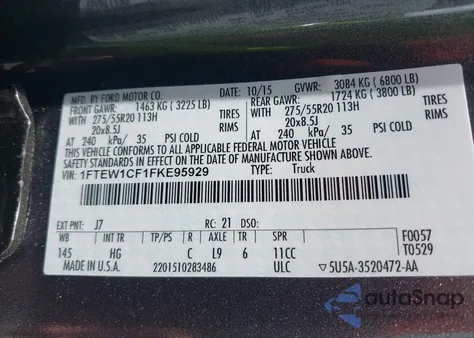 MFD. BY FORD MOTOR CO. DATE: 10/15 GVWR: 3084 KG ( 6800 LB)
FRONT GAWR: 1463 KG (3225 LB) REAR GAWR: 1724 KG ( 3800 LB)
WITH 275/55R20 113H TIRES WITH 275/55R20 113H TIRES
20x8.5J RIMS 20x8.5J RIMS
AT 240 kPa/ 35 PSI COLD AT 240 kPa/ 35 PSI COLD
THIS VEHICLE CONFORMS TO ALL APPLICABLE FEDERAL MOTOR VEHICLE
SAFETY STANDARDS IN EFFECT ON THE DATE OF MANUFACTURE SHOWN ABOVE.
VIN: 1FTEW1CF1FKE95929 TYPE: Truck
EXT PNT: J7 RC: 21 DSO: F0057
WB INT TR TP/PS R AXLE TR SPR T0529
145 HG C L9 6 11CC
MADE IN U.S.A. 2201510283486 ULC 5U5A-3520472-AA
autoSnap